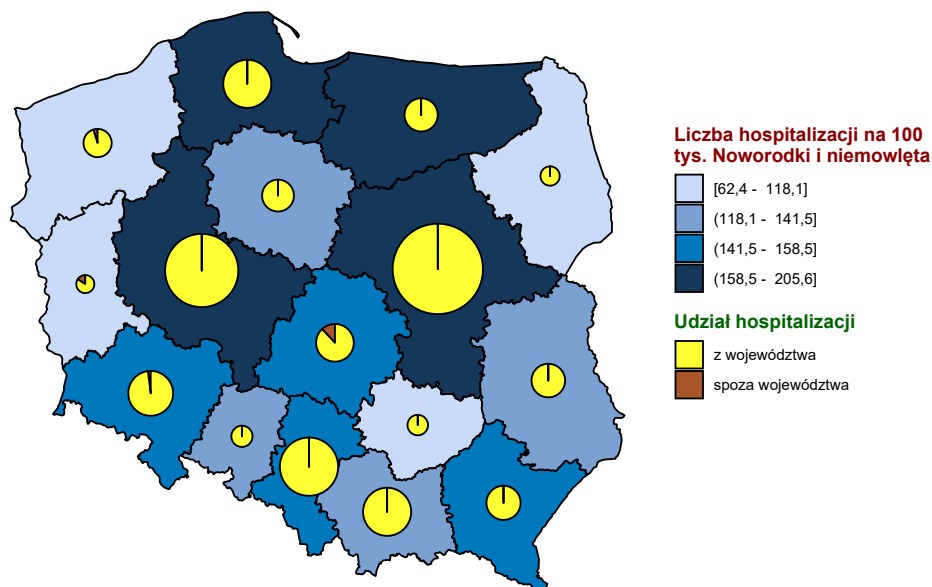 Liczba hospitalizacji na 100
tys. Noworodki i niemowlęta
[62,4 - 118,1]
(118,1 - 141,5]
(141,5 - 158,5]
(158,5 - 205,6]
Udział hospitalizacji
z województwa
spoza województwa